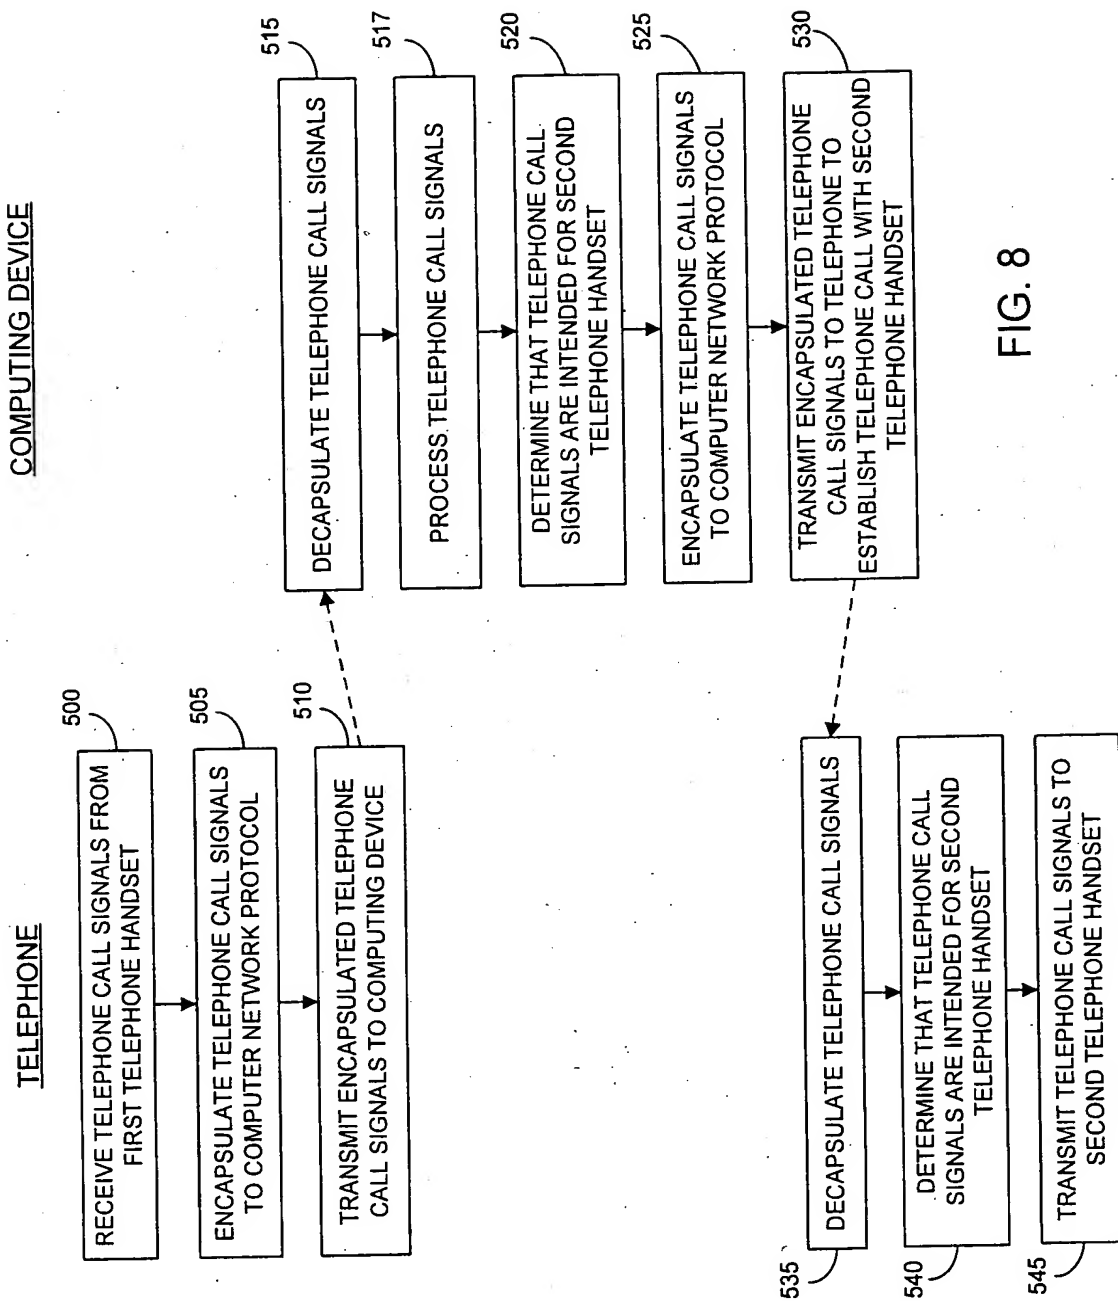 TELEPHONE
COMPUTING DEVICE
500
RECEIVE TELEPHONE CALL SIGNALS FROM
FIRST TELEPHONE HANDSET
505
ENCAPSULATE TELEPHONE CALL SIGNALS
TO COMPUTER NETWORK PROTOCOL
510
TRANSMIT ENCAPSULATED TELEPHONE
CALL SIGNALS TO COMPUTING DEVICE
515
DECAPSULATE TELEPHONE CALL SIGNALS
517
PROCESS TELEPHONE CALL SIGNALS
520
DETERMINE THAT TELEPHONE CALL
SIGNALS ARE INTENDED FOR SECOND
TELEPHONE HANDSET
525
ENCAPSULATE TELEPHONE CALL SIGNALS
TO COMPUTER NETWORK PROTOCOL
530
TRANSMIT ENCAPSULATED TELEPHONE
CALL SIGNALS TO TELEPHONE TO
ESTABLISH TELEPHONE CALL WITH SECOND
TELEPHONE HANDSET
535
DECAPSULATE TELEPHONE CALL SIGNALS
540
DETERMINE THAT TELEPHONE CALL
SIGNALS ARE INTENDED FOR SECOND
TELEPHONE HANDSET
545
TRANSMIT TELEPHONE CALL SIGNALS TO
SECOND TELEPHONE HANDSET
FIG. 8